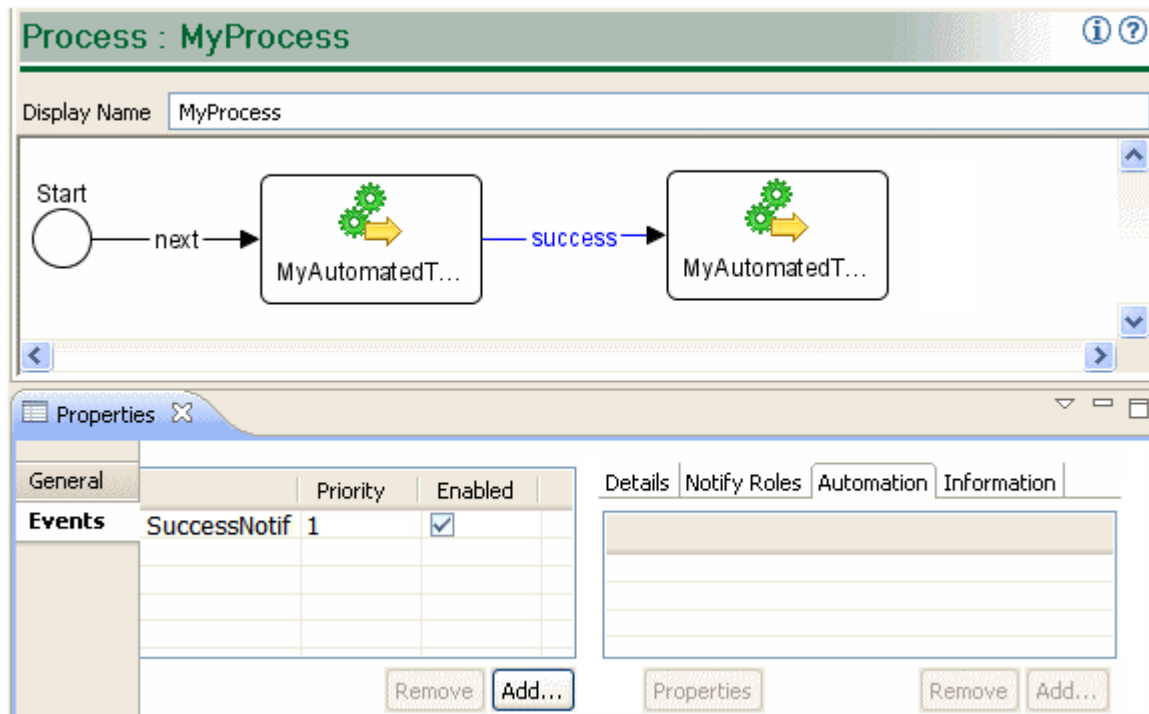 Process : MyProcess
Display Name MyProcess
Start
next
success
MyAutomatedT...
MyAutomatedT...
Properties
General
Events
Priority Enabled
SuccessNotif 1
Remove Add...
Details Notify Roles Automation Information
Properties Remove Add...